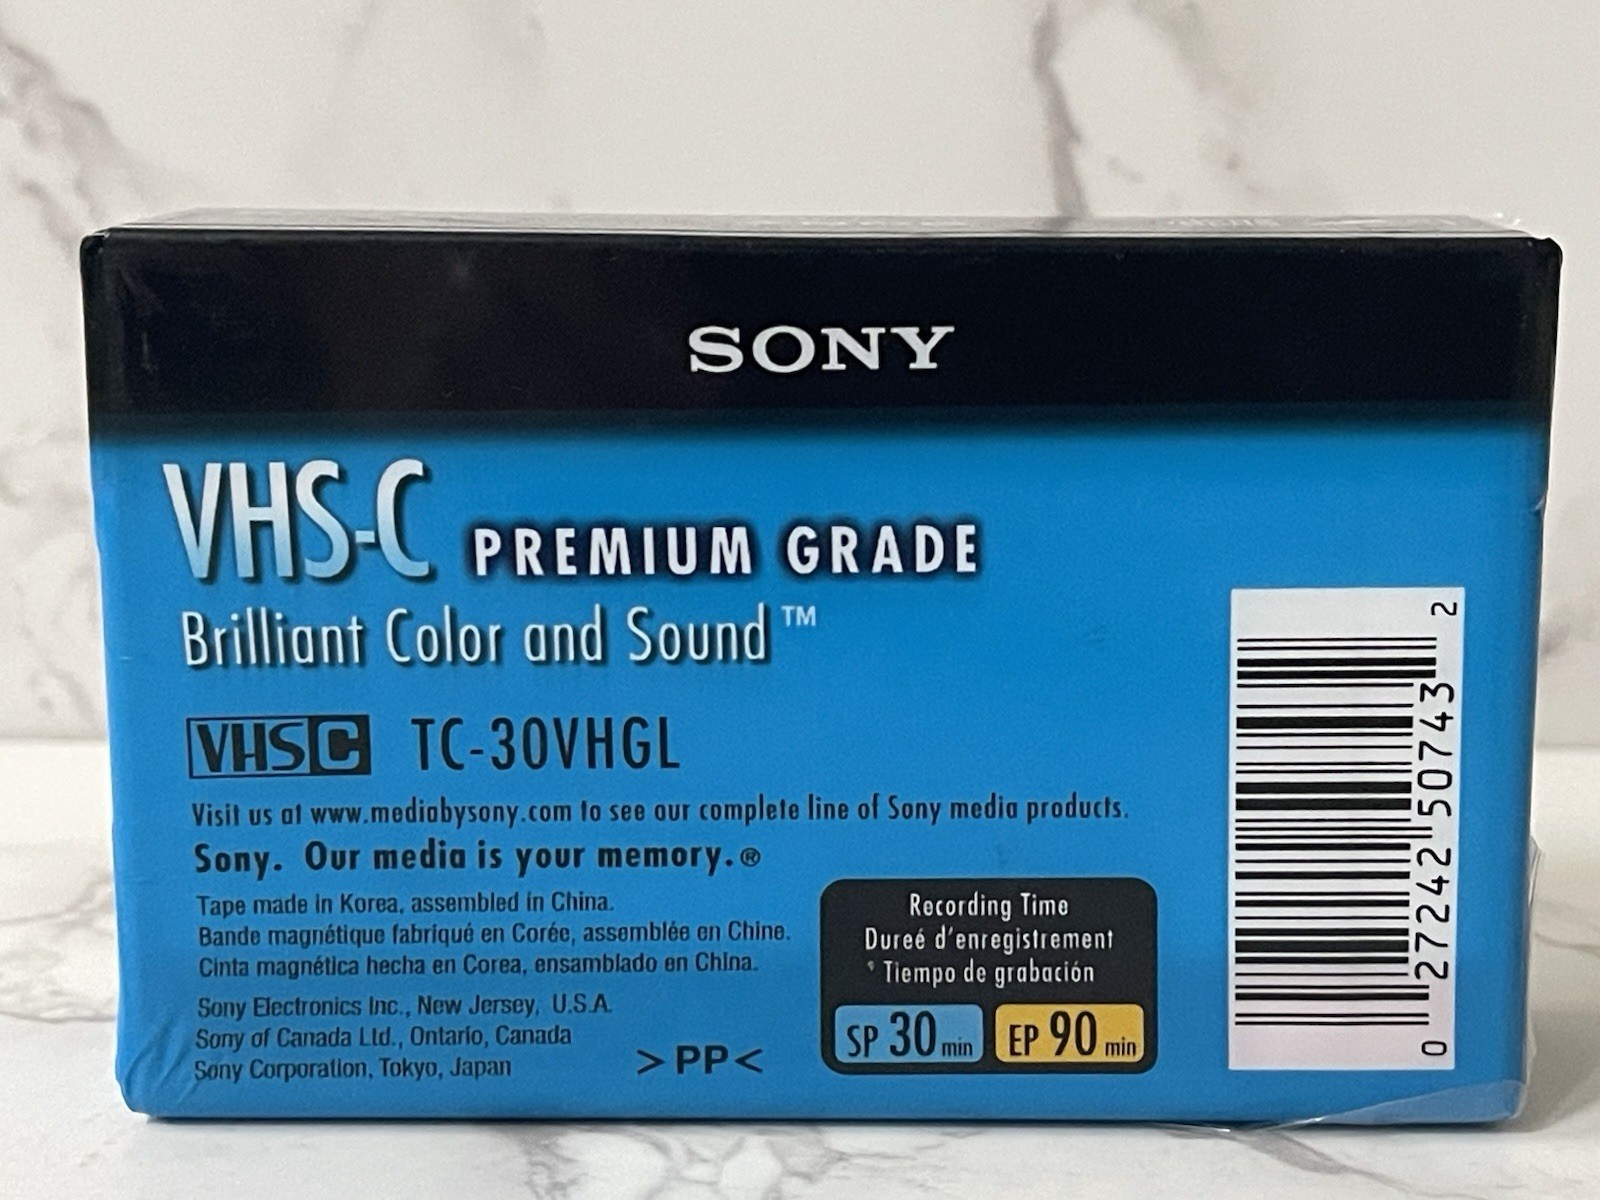 SONY
VHS-C PREMIUM GRADE
Brilliant Color and Sound™
VHSC TC-30VHGL
Visit us at www.mediabysony.com to see our complete line of Sony media products.
Sony. Our media is your memory.®
Tape made in Korea, assembled in China.
Bande magnétique fabriqué en Corée, assemblée en Chine.
Cinta magnética hecha en Corea, ensamblado en China.
Sony Electronics Inc., New Jersey, U.S.A.
Sony of Canada Ltd., Ontario, Canada
Sony Corporation, Tokyo, Japan
>PP<
Recording Time
Dureé d'enregistrement
Tiempo de grabación
SP 30 min EP 90 min
0 27242 50743 2